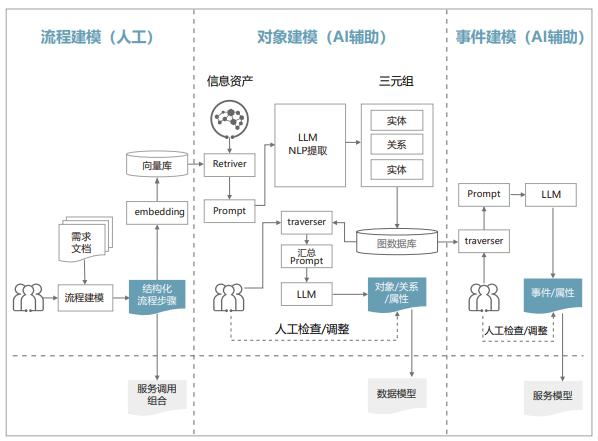 流程建模（人工）
对象建模（AI辅助）
事件建模（AI辅助）
信息资产
三元组
LLM
NLP提取
实体
关系
实体
向量库
Retriver
embedding
Prompt
需求
文档
流程建模
结构化
流程步骤
traverser
汇总
Prompt
LLM
图数据库
对象/关系
/属性
人工检查/调整
Prompt
LLM
traverser
事件/属性
人工检查/调整
服务调用
组合
数据模型
服务模型